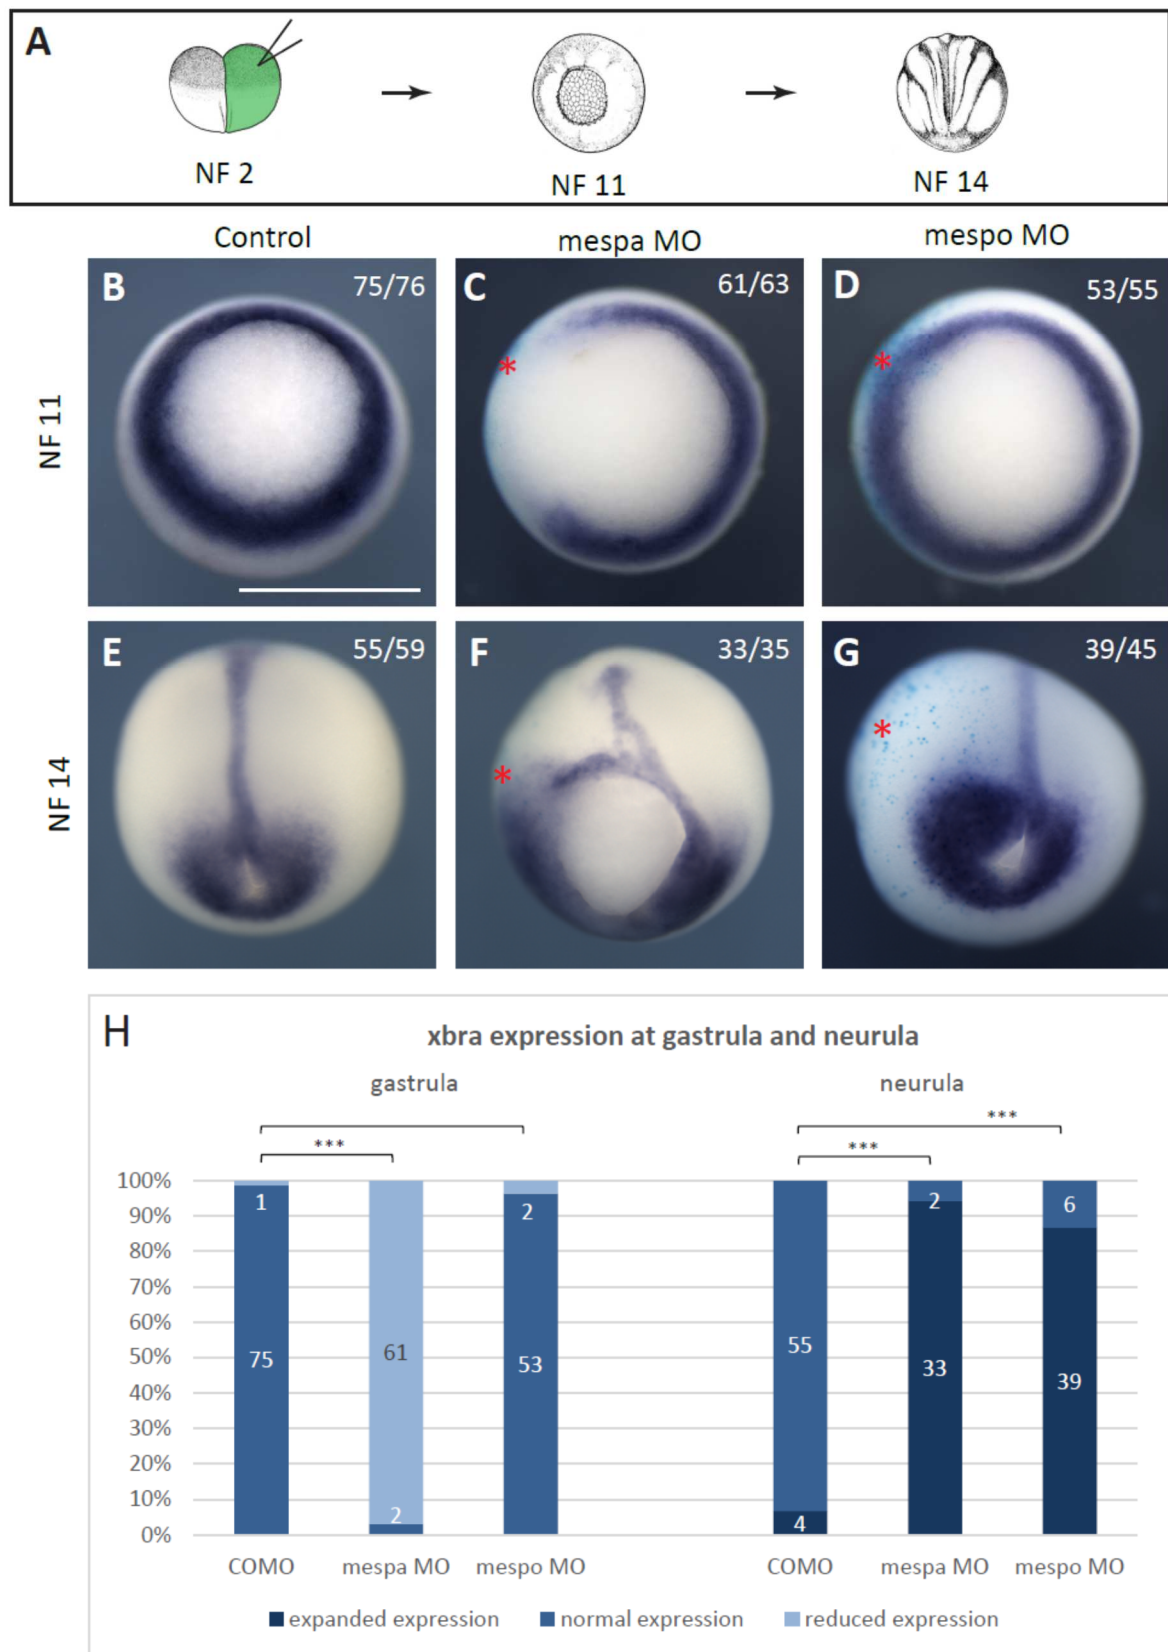 A
NF 2
NF 11
NF 14
Control
mespa MO
mespo MO
NF 11
B
75/76
*
C
61/63
*
D
53/55
NF 14
E
55/59
*
F
33/35
*
G
39/45
H
xbra expression at gastrula and neurula
gastrula
neurula
***
***
***
100%
90%
80%
70%
60%
50%
40%
30%
20%
10%
0%
1
75
61
2
2
53
55
4
2
33
6
39
COMO
mespa MO
mespo MO
COMO
mespa MO
mespo MO
expanded expression
normal expression
reduced expression